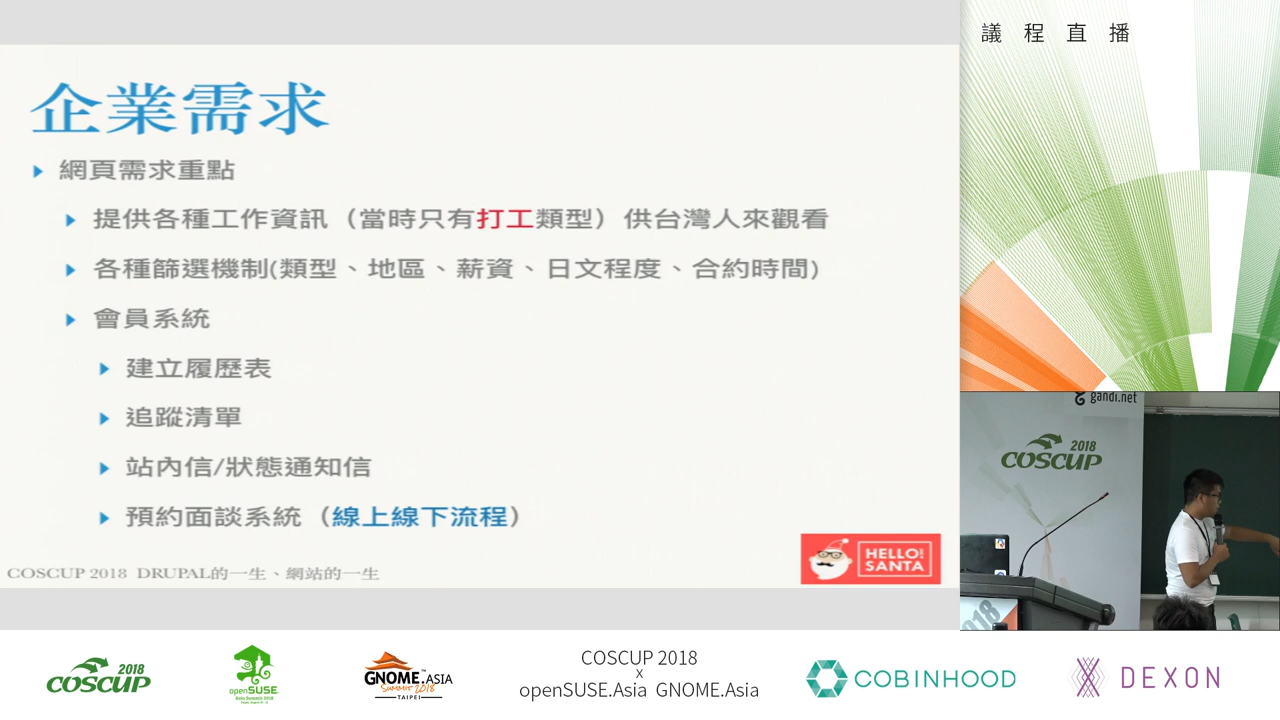 議程直播
企業需求
網頁需求重點
提供各種工作資訊（當時只有打工類型）供台灣人來觀看
各種篩選機制(類型、地區、薪資、日文程度、合約時間)
會員系統
建立履歷表
追蹤清單
站內信/狀態通知信
預約面談系統（線上線下流程）
COSCUP 2018 DRUPAL的一生、網站的一生
HELLO
SANTA
gandi.net
2018
COSCUP
2018
2018
COSCUP
openSUSE
GNOME.ASIA
SUMMIT 2018
TAIPEI
COSCUP 2018
x
openSUSE.Asia GNOME.Asia
COBINHOOD
DEXON